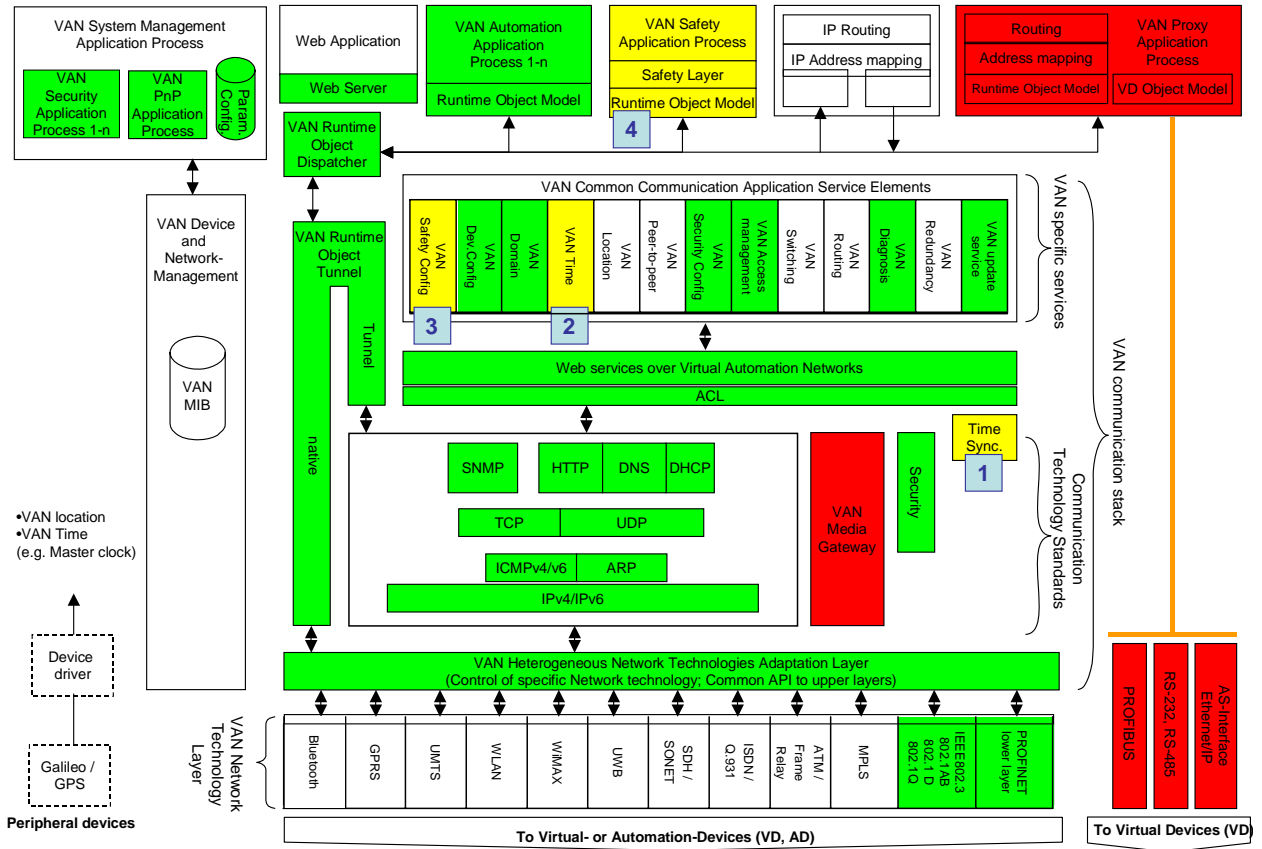 VAN System Management
Application Process
VAN
Security
Application
Process 1-n
VAN
PnP
Application
Process
Param.
Config.
Web Application
Web Server
VAN Automation
Application
Process 1-n
Runtime Object Model
VAN Safety
Application Process
Safety Layer
Runtime Object Model
4
IP Routing
IP Address mapping
Routing
Address mapping
Runtime Object Model
VAN Proxy
Application
Process
VD Object Model
VAN Runtime
Object
Dispatcher
VAN Device
and
Network-
Management
VAN
MIB
VAN Runtime
Object
Tunnel
Tunnel
native
VAN Common Communication Application Service Elements
VAN
Safety Config
VAN
Dev.Config
VAN
Domain
VAN Time
VAN
Location
VAN
Peer-to-peer
VAN
Security Config
VAN Access
management
VAN
Switching
VAN
Routing
VAN
Diagnosis
VAN
Redundancy
VAN update
service
3
2
VAN specific services
Web services over Virtual Automation Networks
ACL
SNMP
HTTP
DNS
DHCP
TCP
UDP
ICMPv4/v6
ARP
IPv4/IPv6
VAN
Media
Gateway
Security
Time
Sync.
1
Communication
Technology Standards
VAN communication stack
•VAN location
•VAN Time
(e.g. Master clock)
Device
driver
Galileo /
GPS
Peripheral devices
VAN Heterogeneous Network Technologies Adaptation Layer
(Control of specific Network technology; Common API to upper layers)
VAN Network
Technology
Layer
Bluetooth
GPRS
UMTS
WLAN
WiMAX
UWB
SDH /
SONET
ISDN /
Q.931
ATM /
Frame
Relay
MPLS
IEEE802.3
802.1AB
802.1 D
802.1Q
PROFINET
lower layer
PROFIBUS
RS-232, RS-485
AS-Interface
Ethernet/IP
To Virtual- or Automation-Devices (VD, AD)
To Virtual Devices (VD)